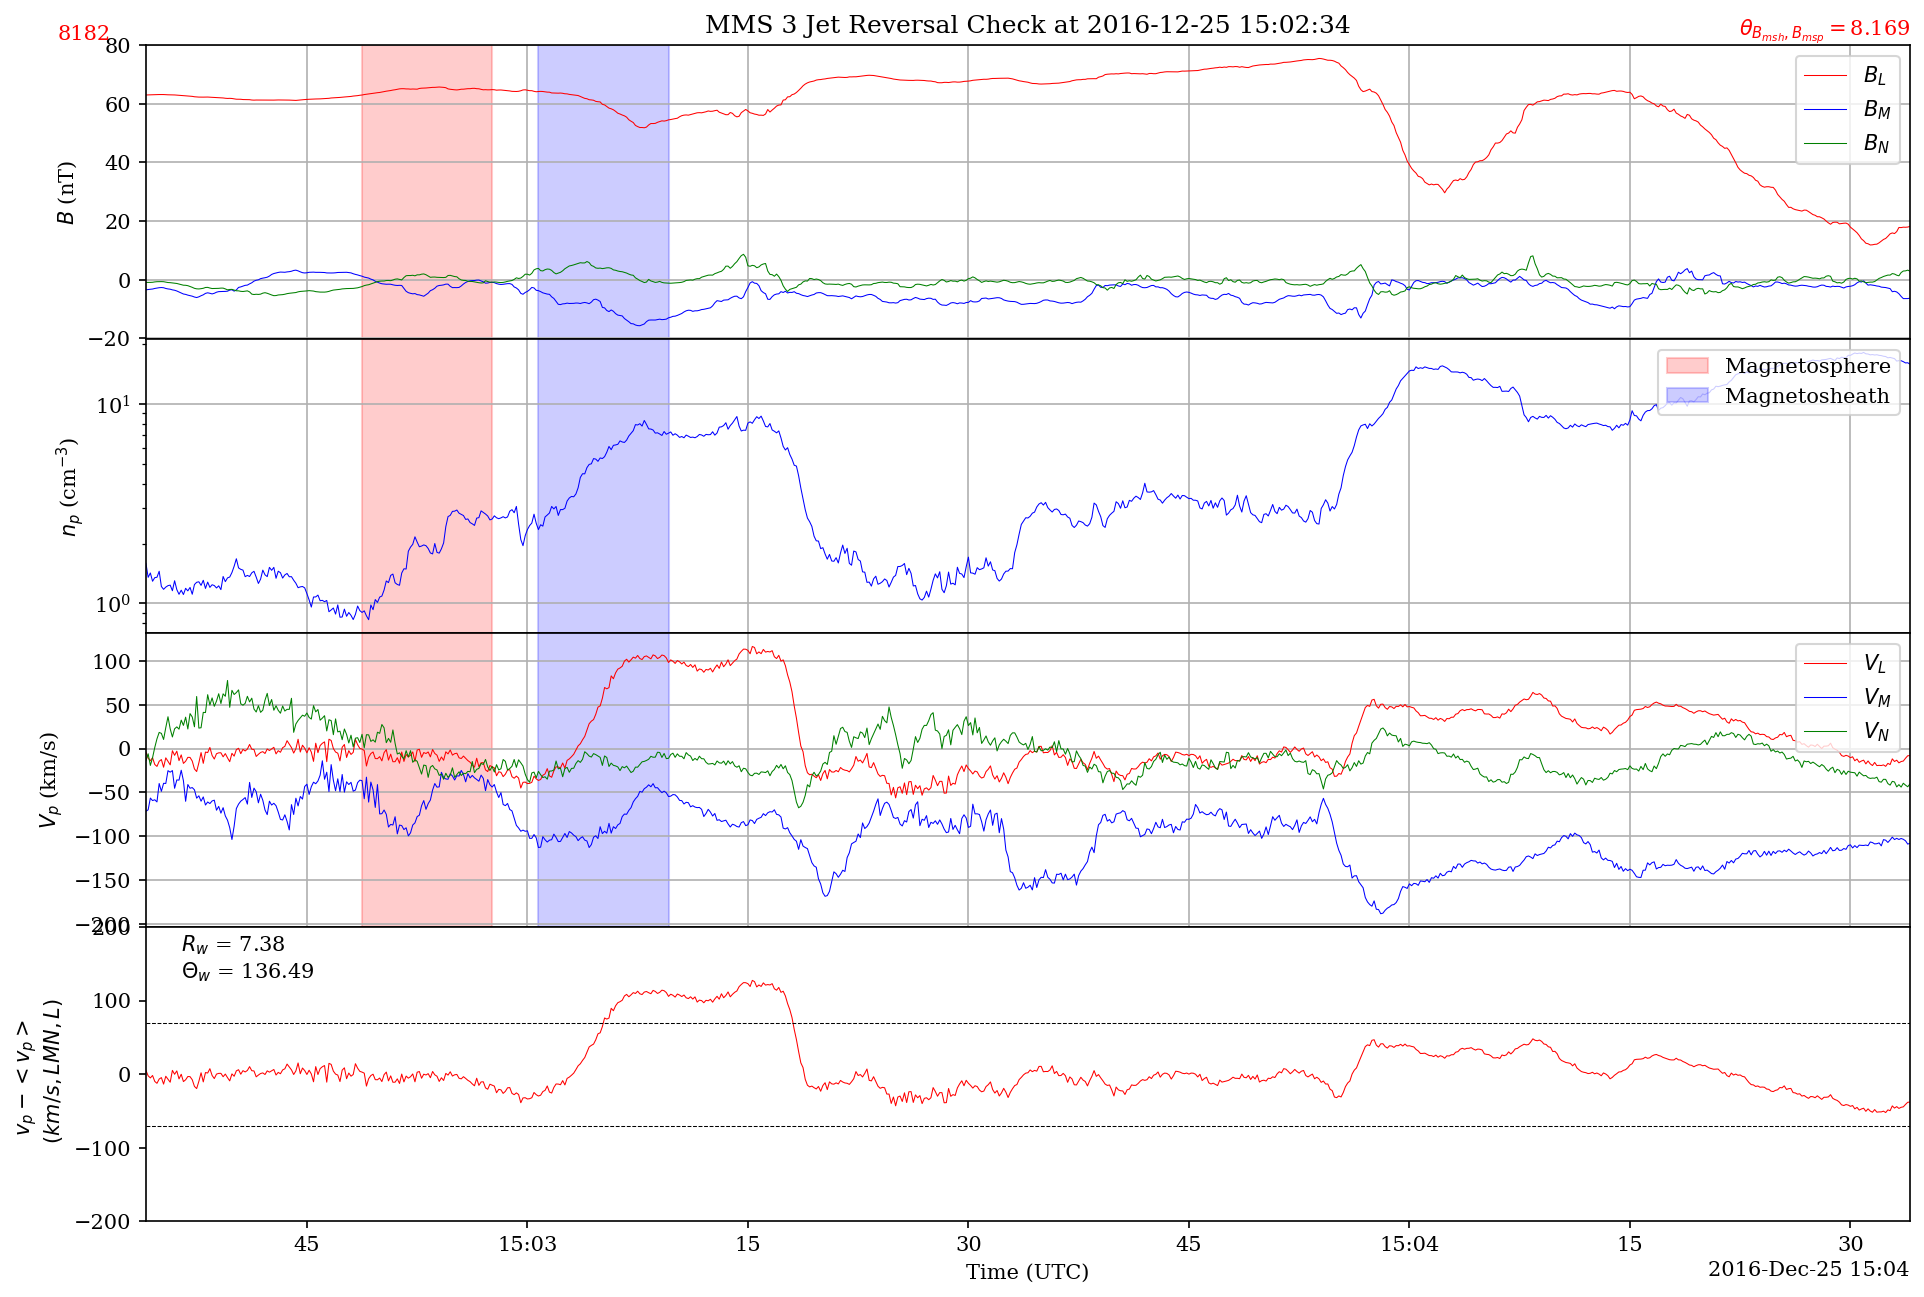 MMS 3 Jet Reversal Check at 2016-12-25 15:02:34
8182
θ_{B_{msh}, B_{msp}} = 8.169
80
60
40
20
0
−20
B (nT)
B_L
B_M
B_N
10¹
10⁰
n_p (cm⁻³)
Magnetosphere
Magnetosheath
100
50
0
−50
−100
−150
−200
V_p (km/s)
V_L
V_M
V_N
200
100
0
−100
−200
v_p − < v_p >
(km/s, LMN, L)
R_w = 7.38
Θ_w = 136.49
45
15:03
15
30
45
15:04
15
30
Time (UTC)
2016-Dec-25 15:04